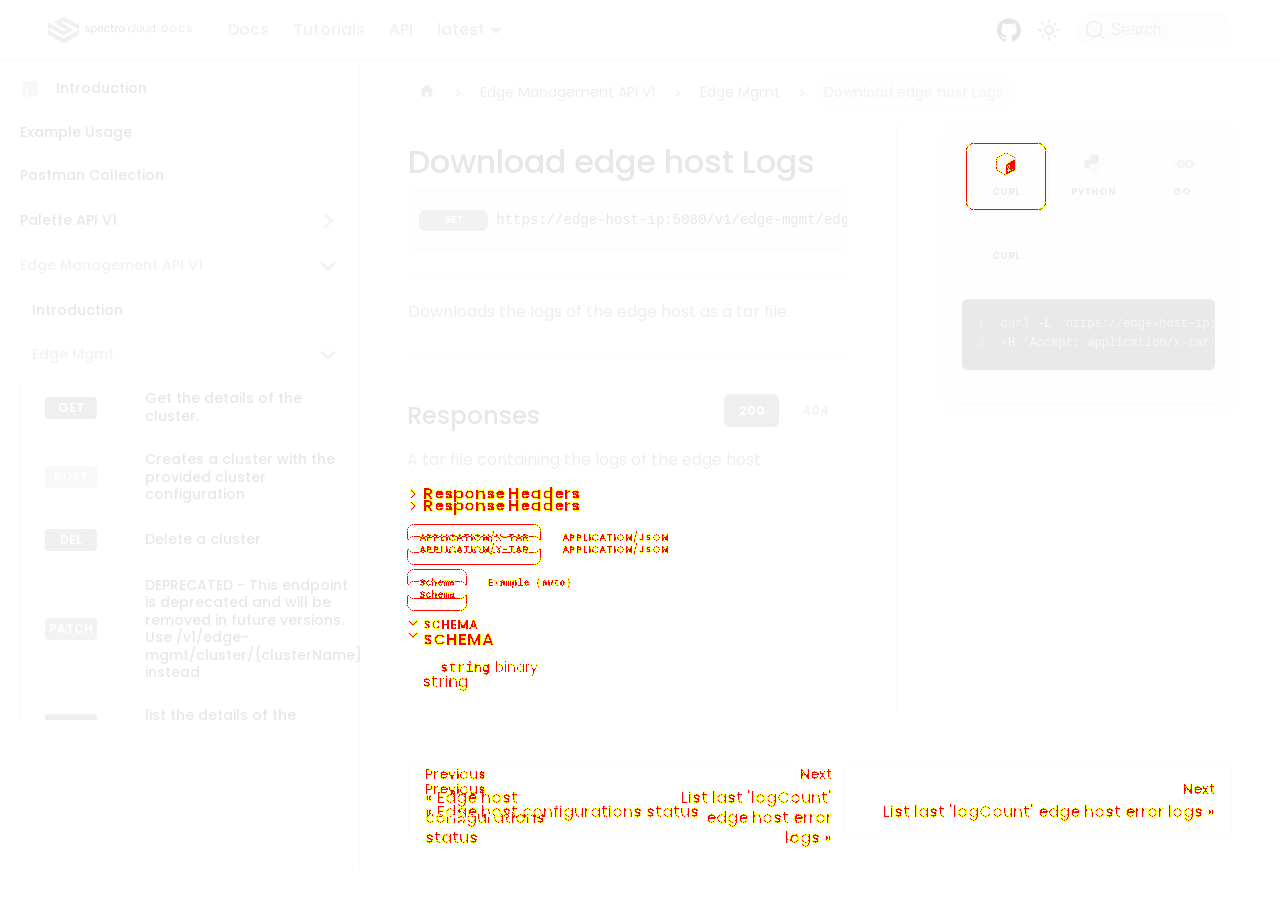 spectro cloud DOCS
Docs Tutorials API latest
Search
Introduction
Example Usage
Postman Collection
Palette API V1
Edge Management API V1
Introduction
Edge Mgmt
GET Get the details of the
cluster.
POST Creates a cluster with the
provided cluster
configuration
DEL Delete a cluster
PATCH DEPRECATED - This endpoint
is deprecated and will be
removed in future versions.
Use /v1/edge-
mgmt/cluster/{clusterName}
instead
list the details of the
Edge Management API V1 > Edge Mgmt > Download edge host Logs
Download edge host Logs
GET https://edge-host-ip:5080/v1/edge-mgmt/edg
Downloads the logs of the edge host as a tar file.
Responses
200 404
A tar file containing the logs of the edge host
Response Headers
Response Headers
APPLICATION/X-TAR APPLICATION/JSON
APPLICATION/X-TAR APPLICATION/JSON
Schema Example (auto)
Schema
SCHEMA
SCHEMA
string binary
string
Previous
Previous
« Edge host
configurations
status
« Edge host configurations status
Next
List last 'logCount'
edge host error
logs »
Next
List last 'logCount' edge host error logs »
CURL PYTHON GO
CURL
1 curl -L 'https://edge-host-ip:
2 -H 'Accept: application/x-tar'